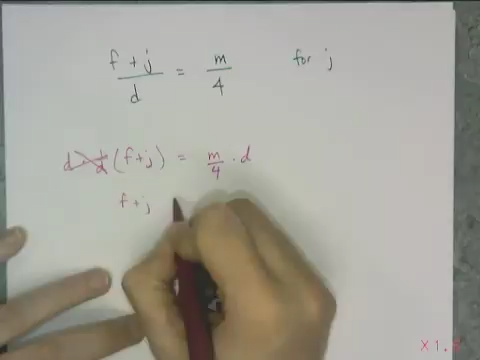 (f + j)/d = m/4 for j
d · 1/d (f + j) = m/4 · d
f + j